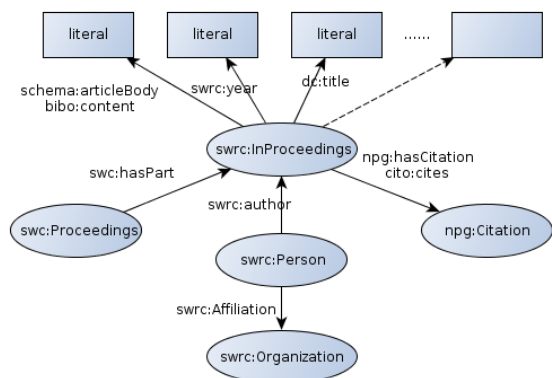 literal
literal
literal
......
schema:articleBody
bibo:content
swrc:year
dc:title
swrc:InProceedings
npg:hasCitation
cito:cites
swc:hasPart
swrc:author
swc:Proceedings
npg:Citation
swrc:Person
swrc:Affiliation
swrc:Organization